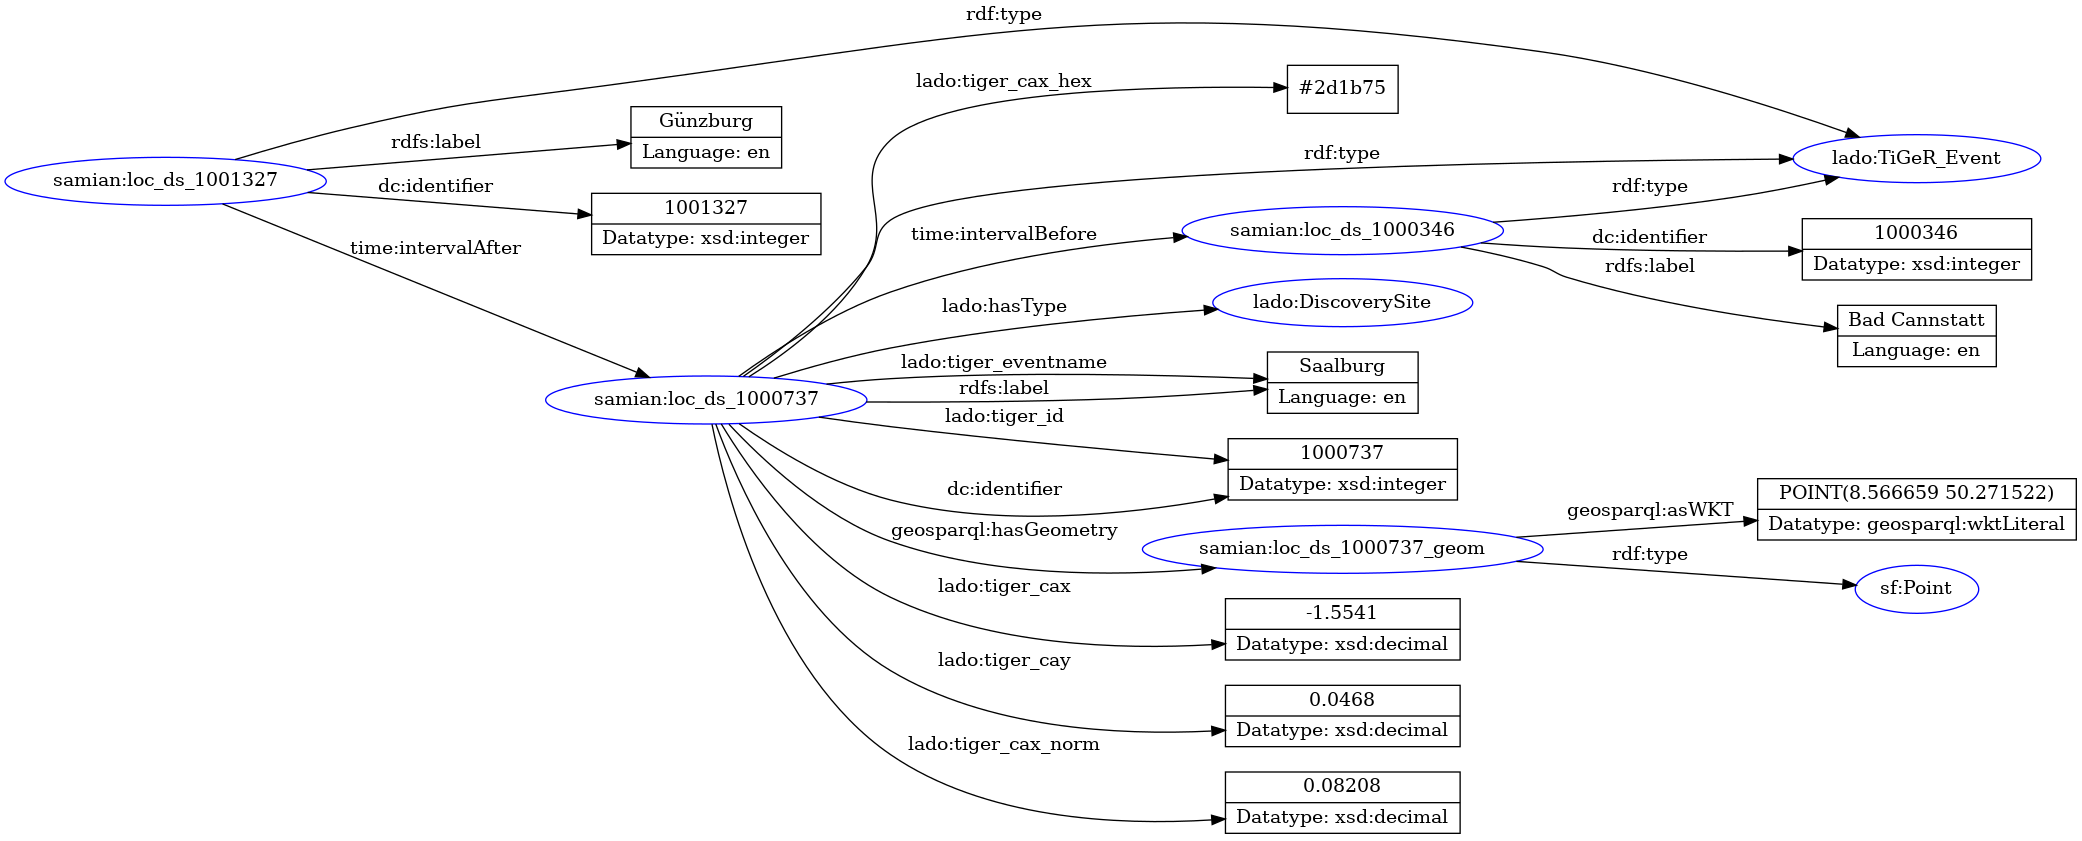 rdf:type
lado:tiger_cax_hex
#2d1b75
Günzburg
Language: en
rdfs:label
samian:loc_ds_1001327
dc:identifier
1001327
Datatype: xsd:integer
time:intervalAfter
rdf:type
lado:TiGeR_Event
rdf:type
time:intervalBefore
samian:loc_ds_1000346
dc:identifier
1000346
Datatype: xsd:integer
rdfs:label
Bad Cannstatt
Language: en
lado:hasType
lado:DiscoverySite
lado:tiger_eventname
Saalburg
Language: en
rdfs:label
samian:loc_ds_1000737
lado:tiger_id
1000737
Datatype: xsd:integer
dc:identifier
geosparql:hasGeometry
samian:loc_ds_1000737_geom
geosparql:asWKT
POINT(8.566659 50.271522)
Datatype: geosparql:wktLiteral
rdf:type
sf:Point
lado:tiger_cax
-1.5541
Datatype: xsd:decimal
lado:tiger_cay
0.0468
Datatype: xsd:decimal
lado:tiger_cax_norm
0.08208
Datatype: xsd:decimal